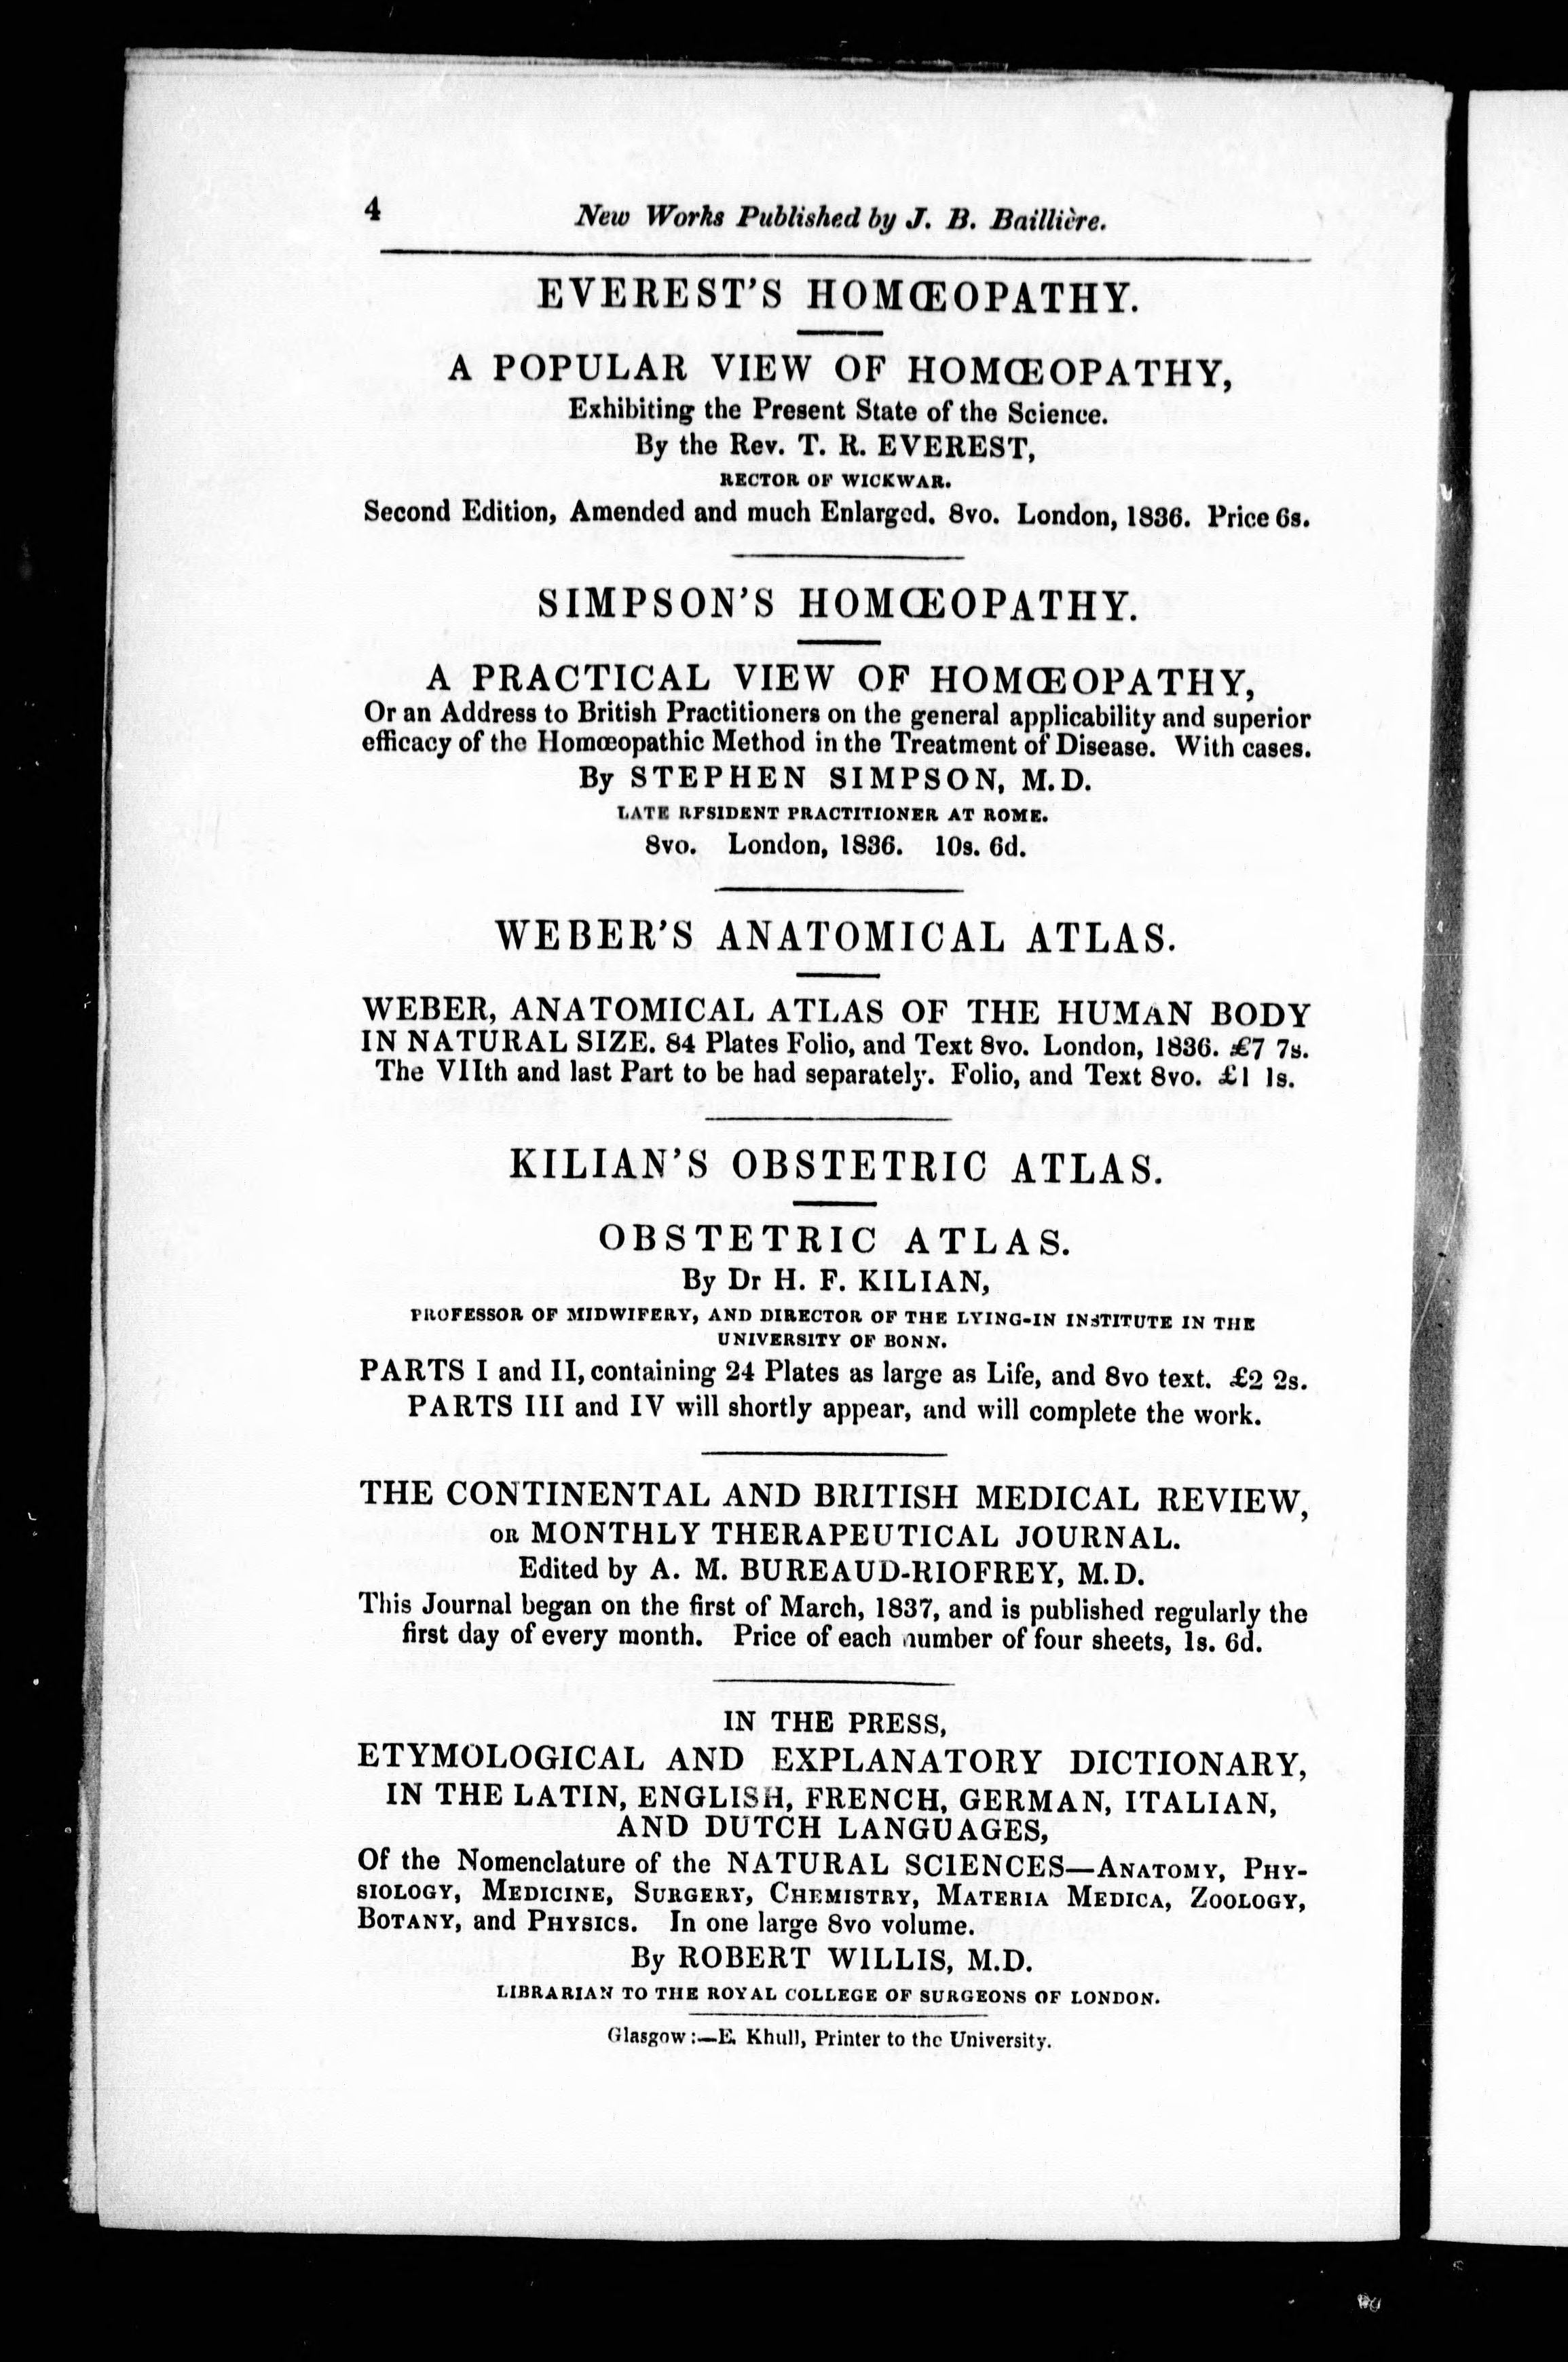 4
New Works Published by J. B. Baillière.
EVEREST'S HOMŒOPATHY.
A POPULAR VIEW OF HOMŒOPATHY,
Exhibiting the Present State of the Science.
By the Rev. T. R. EVEREST,
RECTOR OF WICKWAR.
Second Edition, Amended and much Enlarged. 8vo. London, 1836. Price 6s.
SIMPSON'S HOMŒOPATHY.
A PRACTICAL VIEW OF HOMŒOPATHY,
Or an Address to British Practitioners on the general applicability and superior
efficacy of the Homœopathic Method in the Treatment of Disease. With cases.
By STEPHEN SIMPSON, M.D.
LATE RESIDENT PRACTITIONER AT ROME.
8vo. London, 1836. 10s. 6d.
WEBER'S ANATOMICAL ATLAS.
WEBER, ANATOMICAL ATLAS OF THE HUMAN BODY
IN NATURAL SIZE. 84 Plates Folio, and Text 8vo. London, 1836. £7 7s.
The VIIth and last Part to be had separately. Folio, and Text 8vo. £1 1s.
KILIAN'S OBSTETRIC ATLAS.
OBSTETRIC ATLAS.
By Dr H. F. KILIAN,
PROFESSOR OF MIDWIFERY, AND DIRECTOR OF THE LYING-IN INSTITUTE IN THE
UNIVERSITY OF BONN.
PARTS I and II, containing 24 Plates as large as Life, and 8vo text. £2 2s.
PARTS III and IV will shortly appear, and will complete the work.
THE CONTINENTAL AND BRITISH MEDICAL REVIEW,
OR MONTHLY THERAPEUTICAL JOURNAL.
Edited by A. M. BUREAUD-RIOFREY, M.D.
This Journal began on the first of March, 1837, and is published regularly the
first day of every month. Price of each number of four sheets, 1s. 6d.
IN THE PRESS,
ETYMOLOGICAL AND EXPLANATORY DICTIONARY,
IN THE LATIN, ENGLISH, FRENCH, GERMAN, ITALIAN,
AND DUTCH LANGUAGES,
Of the Nomenclature of the NATURAL SCIENCES—ANATOMY, PHY-
SIOLOGY, MEDICINE, SURGERY, CHEMISTRY, MATERIA MEDICA, ZOOLOGY,
BOTANY, and PHYSICS. In one large 8vo volume.
By ROBERT WILLIS, M.D.
LIBRARIAN TO THE ROYAL COLLEGE OF SURGEONS OF LONDON.
Glasgow:—E. Khull, Printer to the University.